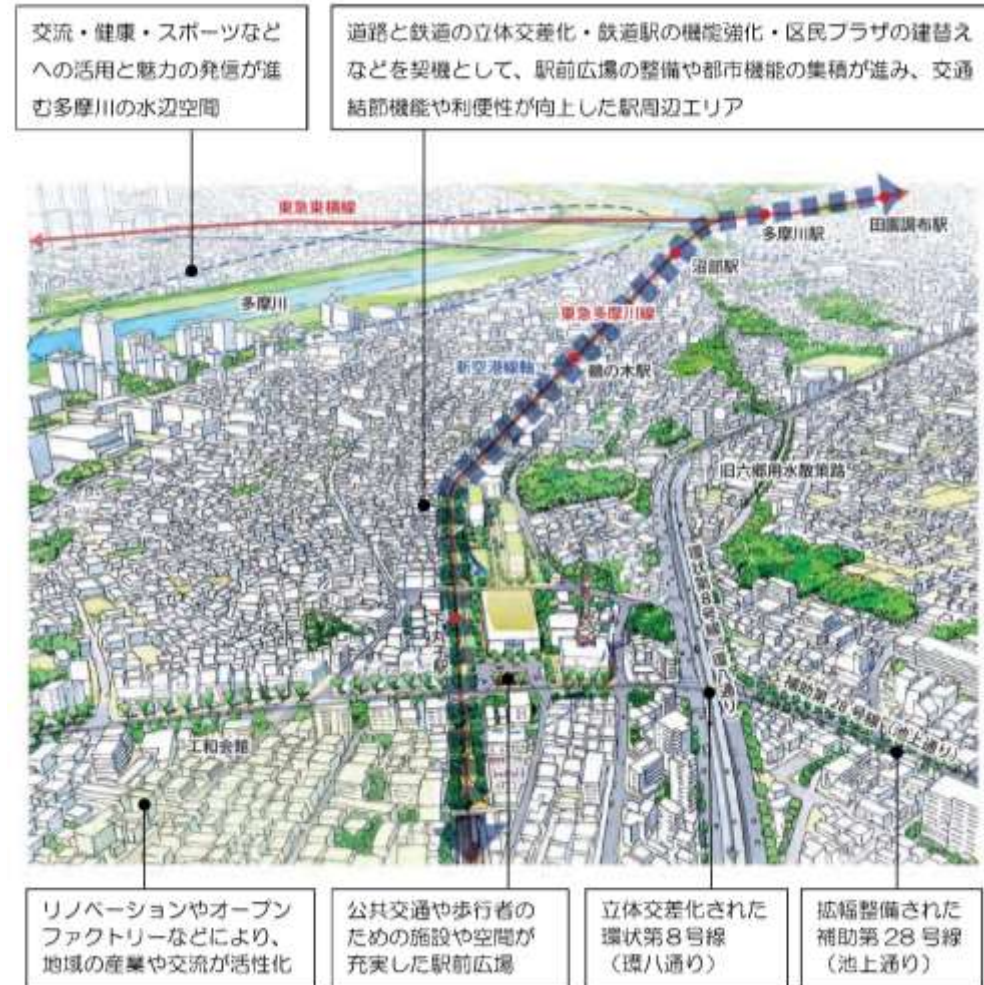 交流・健康・スポーツなど
への活用と魅力の発信が進
む多摩川の水辺空間
道路と鉄道の立体交差化・鉄道駅の機能強化・区民プラザの建替え
などを契機として、駅前広場の整備や都市機能の集積が進み、交通
結節機能や利便性が向上した駅周辺エリア
東急東横線
多摩川駅
田園調布駅
沼部駅
多摩川
東急多摩川線
新空港線軸
鵜の木駅
旧六郷用水散策路
環状第8号線（環八通り）
補助第28号線（池上通り）
工和会館
リノベーションやオープン
ファクトリーなどにより、
地域の産業や交流が活性化
公共交通や歩行者の
ための施設や空間が
充実した駅前広場
立体交差化された
環状第8号線
（環八通り）
拡幅整備された
補助第28号線
（池上通り）